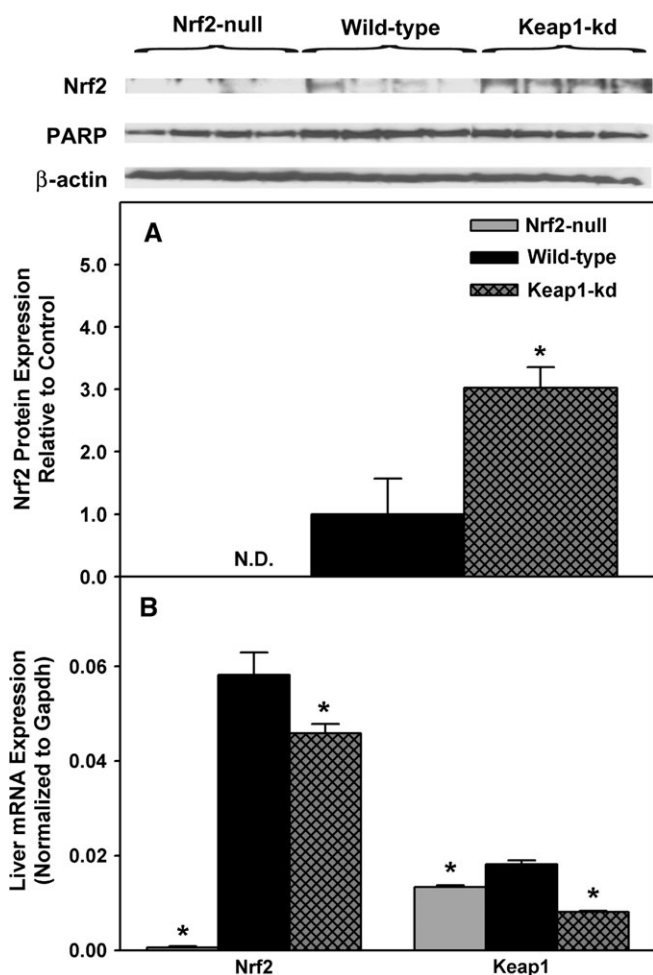 Nrf2-null Wild-type Keap1-kd
Nrf2
PARP
β-actin
A
Nrf2-null
Wild-type
Keap1-kd
Nrf2 Protein Expression
Relative to Control
5.0
4.0
3.0
2.0
1.0
0.0
*
N.D.
B
Liver mRNA Expression
(Normalized to Gapdh)
0.06
0.04
0.02
0.00
*
*
*
*
Nrf2 Keap1